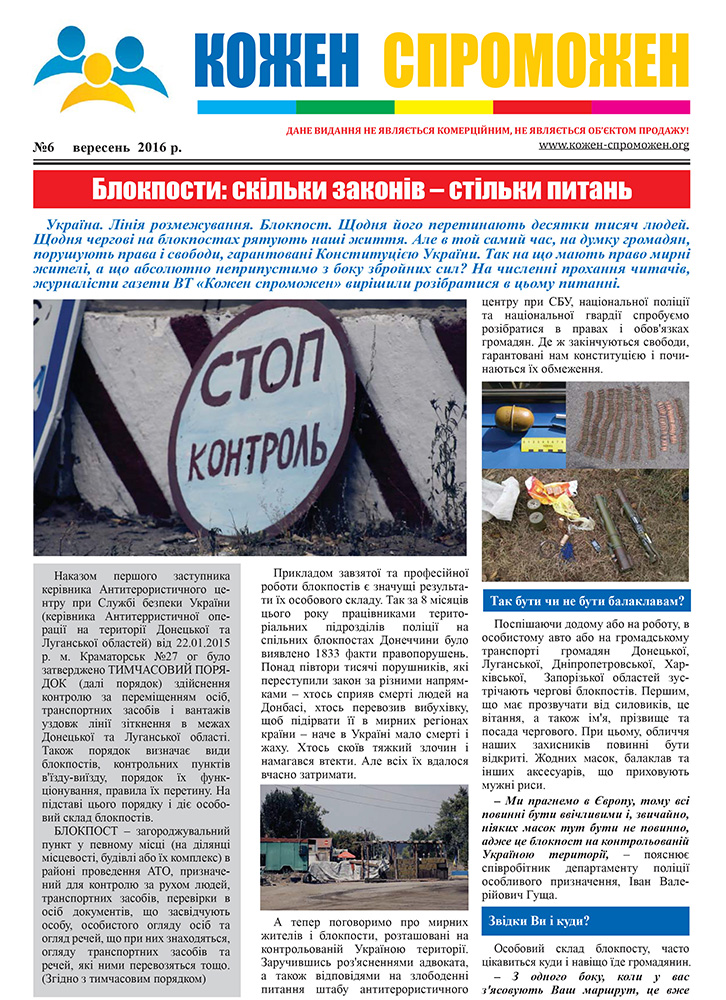 КОЖЕН СПРОМОЖЕН
ДАНЕ ВИДАННЯ НЕ ЯВЛЯЄТЬСЯ КОМЕРЦІЙНИМ, НЕ ЯВЛЯЄТЬСЯ ОБ'ЄКТОМ ПРОДАЖУ!
№6 вересень 2016 р.
www.кожен-спроможен.org
Блокпости: скільки законів – стільки питань
Україна. Лінія розмежування. Блокпост. Щодня його перетинають десятки тисяч людей.
Щодня чергові на блокпостах рятують наші життя. Але в той самий час, на думку громадян,
порушують права і свободи, гарантовані Конституцією України. Так на що мають право мирні
жителі, а що абсолютно неприпустимо з боку збройних сил? На численні прохання читачів,
журналісти газети ВТ «Кожен спроможен» вирішили розібратися в цьому питанні.
СТОП
КОНТРОЛЬ
Наказом першого заступника
керівника Антитерористичного це-
нтру при Службі безпеки України
(керівника Антитерристичної опе-
рації на території Донецької та
Луганської областей) від 22.01.2015
р. м. Краматорськ №27 ог було
затверджено ТИМЧАСОВИЙ ПОРЯ-
ДОК (далі порядок) здійснення
контролю за переміщенням осіб,
транспортних засобів і вантажів
уздовж лінії зіткнення в межах
Донецької та Луганської області.
Також порядок визначає види
блокпостів, контрольних пунктів
в'їзду-виїзду, порядок їх функ-
ціонування, правила їх перетину. На
підставі цього порядку і діє особо-
вий склад блокпостів.
БЛОКПОСТ – загороджувальний
пункт у певному місці (на ділянці
місцевості, будівлі або їх комплекс) в
районі проведення АТО, призначе-
ний для контролю за рухом людей,
транспортних засобів, перевірки в
осіб документів, що засвідчують
особу, особистого огляду осіб та
огляд речей, що при них знаходяться,
огляду транспортних засобів та
речей, які ними перевозяться тощо.
(Згідно з тимчасовим порядком)
Прикладом завзятої та професійної
роботи блокпостів є значущі результа-
ти їх особового складу. Так за 8 місяців
цього року працівниками терито-
ріальних підрозділів поліції на
спільних блокпостах Донеччини було
виявлено 1833 факти правопорушень.
Понад півтори тисячі порушників, які
переступили закон за різними напрям-
ками – хтось сприяв смерті людей на
Донбасі, хтось перевозив вибухівку,
щоб підірвати її в мирних регіонах
країни – наче в Україні мало смерті і
жаху. Хтось скоїв тяжкий злочин і
намагався втекти. Але всіх їх вдалося
вчасно затримати.
А тепер поговоримо про мирних
жителів і блокпости, розташовані на
контрольованій Україною території.
Заручившись роз'ясненнями адвоката,
а також відповідями на злободенні
питання штабу антитерористичного
центру при СБУ, національної поліції
та національної гвардії спробуємо
розібратися в правах і обов'язках
громадян. Де ж закінчуються свободи,
гарантовані нам конституцією і почи-
наються їх обмеження.
Так бути чи не бути балаклавам?
Поспішаючи додому або на роботу, в
особистому авто або на громадському
транспорті громадян Донецької,
Луганської, Дніпропетровської, Хар-
ківської, Запорізької областей зус-
трічають чергові блокпостів. Першим,
що має прозвучати від силовиків, це
вітання, а також ім'я, прізвище та
посада чергового. При цьому, обличчя
наших захисників повинні бути
відкриті. Жодних масок, балаклав та
інших аксесуарів, що приховують
мужні риси.
– Ми прагнемо в Європу, тому всі
повинні бути ввічливими і, звичайно,
ніяких масок тут бути не повинно,
адже це блокпост на контрольованій
Україною території, – пояснює
співробітник департаменту поліції
особливого призначення, Іван Вале-
рійович Гуща.
Звідки Ви і куди?
Особовий склад блокпосту, часто
цікавиться куди і навіщо їде громадянин.
– З одного боку, коли у вас
з'ясовують Ваш маршрут, це вже